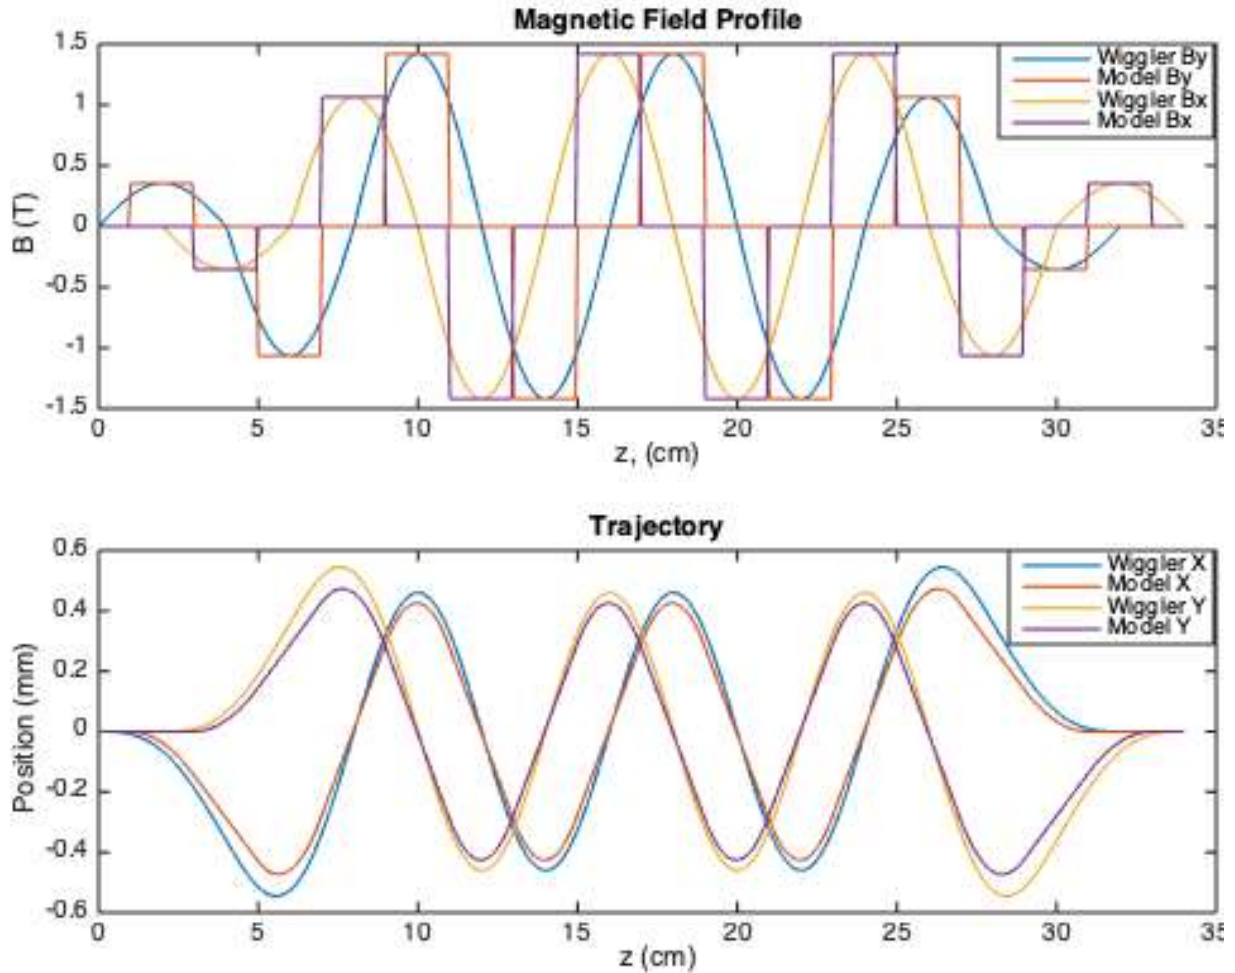 Magnetic Field Profile
1.5
1
0.5
0
-0.5
-1
-1.5
B (T)
Wiggler By
Model By
Wiggler Bx
Model Bx
0 5 10 15 20 25 30 35
z, (cm)
Trajectory
0.6
0.4
0.2
0
-0.2
-0.4
-0.6
Position (mm)
Wiggler X
Model X
Wiggler Y
Model Y
0 5 10 15 20 25 30 35
z (cm)